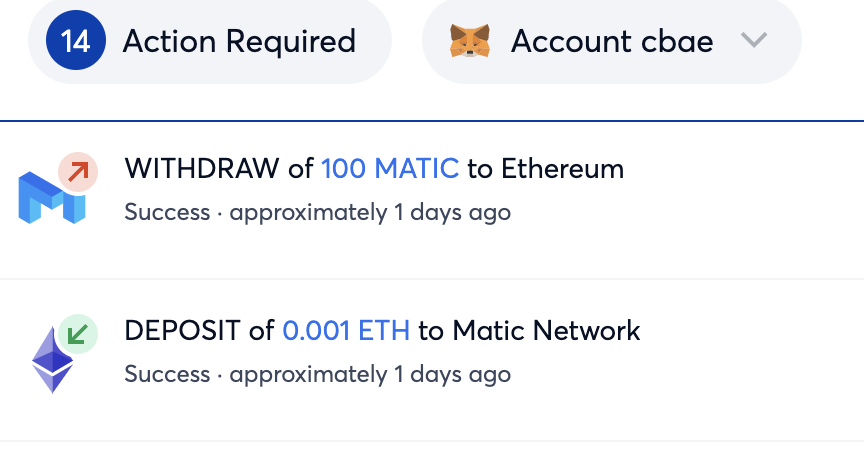 14 Action Required Account cbae
WITHDRAW of 100 MATIC to Ethereum
Success · approximately 1 days ago
DEPOSIT of 0.001 ETH to Matic Network
Success · approximately 1 days ago